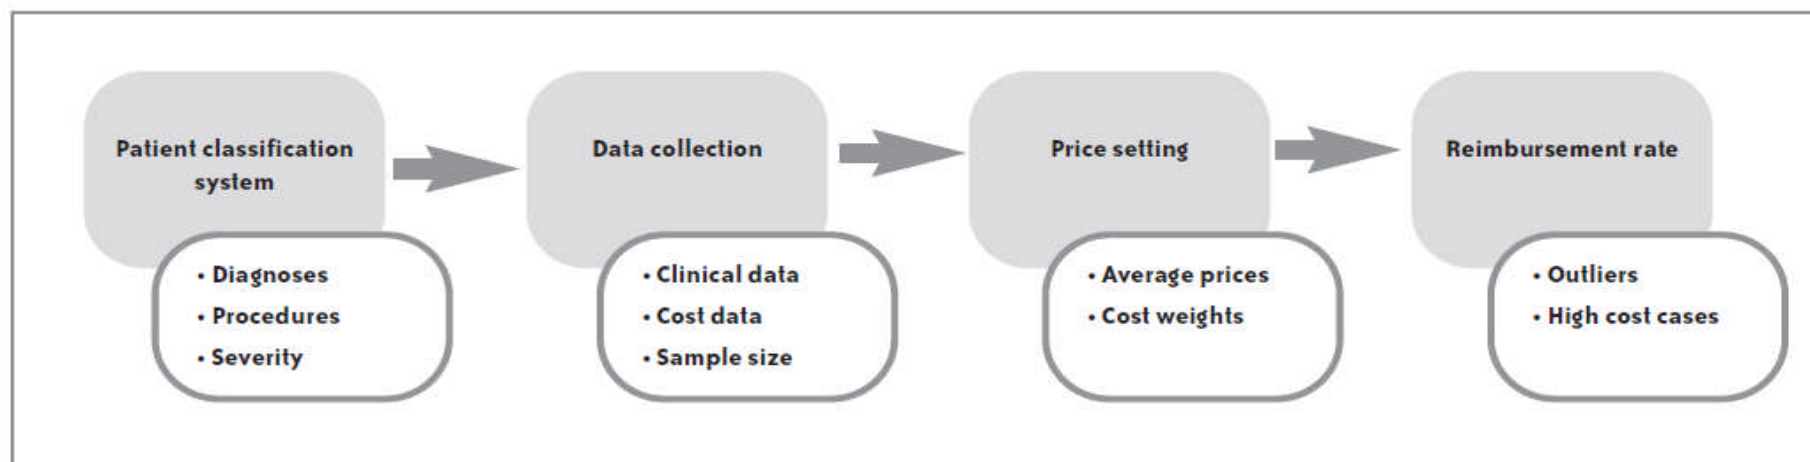 Patient classification
system
• Diagnoses
• Procedures
• Severity
Data collection
• Clinical data
• Cost data
• Sample size
Price setting
• Average prices
• Cost weights
Reimbursement rate
• Outliers
• High cost cases